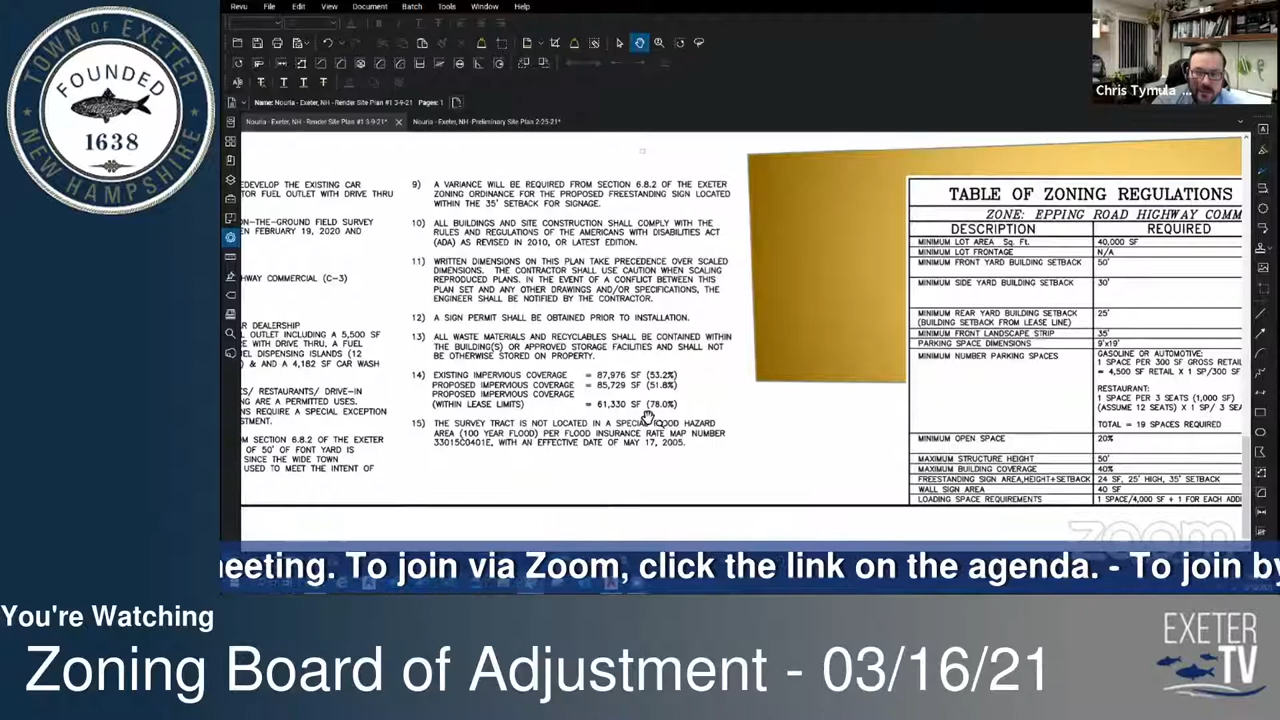 TOWN OF EXETER
FOUNDED
1638
NEW HAMPSHIRE
Revu File Edit View Document Batch Tools Window Help
Name: Nouria - Exeter, NH - Render Site Plan #1 3-9-21 Pages: 1
Nouria - Exeter, NH - Render Site Plan #1 3-9-21*
Nouria - Exeter, NH -Preliminary Site Plan 2-25-21*
Chris Tymula ...
EDEVELOP THE EXISTING CAR
TOR FUEL OUTLET WITH DRIVE THRU
ON-THE-GROUND FIELD SURVEY
EN FEBRUARY 19, 2020 AND
HWAY COMMERCIAL (C-3)
AR DEALERSHIP
OUTLET INCLUDING A 5,500 SF
RE WITH DRIVE THRU, A FUEL
EL DISPENSING ISLANDS (12
) & AND A 4,182 SF CAR WASH
ES/ RESTAURANTS/ DRIVE-IN
NG ARE A PERMITTED USES.
NS REQUIRE A SPECIAL EXCEPTION
STMENT.
M SECTION 6.8.2 OF THE EXETER
OF 50' OF FONT YARD IS
SINCE THE WIDE TOWN
USED TO MEET THE INTENT OF
9) A VARIANCE WILL BE REQUIRED FROM SECTION 6.8.2 OF THE EXETER
ZONING ORDINANCE FOR THE PROPOSED FREESTANDING SIGN LOCATED
WITHIN THE 35' SETBACK FOR SIGNAGE.
10) ALL BUILDINGS AND SITE CONSTRUCTION SHALL COMPLY WITH THE
RULES AND REGULATIONS OF THE AMERICANS WITH DISABILITIES ACT
(ADA) AS REVISED IN 2010, OR LATEST EDITION.
11) WRITTEN DIMENSIONS ON THIS PLAN TAKE PRECEDENCE OVER SCALED
DIMENSIONS. THE CONTRACTOR SHALL USE CAUTION WHEN SCALING
REPRODUCED PLANS. IN THE EVENT OF A CONFLICT BETWEEN THIS
PLAN SET AND ANY OTHER DRAWINGS AND/OR SPECIFICATIONS, THE
ENGINEER SHALL BE NOTIFIED BY THE CONTRACTOR.
12) A SIGN PERMIT SHALL BE OBTAINED PRIOR TO INSTALLATION.
13) ALL WASTE MATERIALS AND RECYCLABLES SHALL BE CONTAINED WITHIN
THE BUILDING(S) OR APPROVED STORAGE FACILITIES AND SHALL NOT
BE OTHERWISE STORED ON PROPERTY.
14) EXISTING IMPERVIOUS COVERAGE = 87,976 SF (53.2%)
PROPOSED IMPERVIOUS COVERAGE = 85,729 SF (51.8%)
PROPOSED IMPERVIOUS COVERAGE
(WITHIN LEASE LIMITS) = 61,330 SF (78.0%)
15) THE SURVEY TRACT IS NOT LOCATED IN A SPECIAL FLOOD HAZARD
AREA (100 YEAR FLOOD) PER FLOOD INSURANCE RATE MAP NUMBER
33015C0401E, WITH AN EFFECTIVE DATE OF MAY 17, 2005.
TABLE OF ZONING REGULATIONS
ZONE: EPPING ROAD HIGHWAY COMM
DESCRIPTION REQUIRED
MINIMUM LOT AREA Sq. Ft. 40,000 SF
MINIMUM LOT FRONTAGE N/A
MINIMUM FRONT YARD BUILDING SETBACK 50'
MINIMUM SIDE YARD BUILDING SETBACK 30'
MINIMUM REAR YARD BUILDING SETBACK 25'
(BUILDING SETBACK FROM LEASE LINE)
MINIMUM FRONT LANDSCAPE STRIP 35'
PARKING SPACE DIMENSIONS 9'x19'
MINIMUM NUMBER PARKING SPACES GASOLINE OR AUTOMOTIVE:
1 SPACE PER 300 SF GROSS RETAIL
= 4,500 SF RETAIL X 1 SP/300 SF
RESTAURANT:
1 SPACE PER 3 SEATS (1,000 SF)
(ASSUME 12 SEATS) X 1 SP/ 3 SEA
TOTAL = 19 SPACES REQUIRED
MINIMUM OPEN SPACE 20%
MAXIMUM STRUCTURE HEIGHT 50'
MAXIMUM BUILDING COVERAGE 40%
FREESTANDING SIGN AREA,HEIGHT+SETBACK 24 SF, 25' HIGH, 35' SETBACK
WALL SIGN AREA 40 SF
LOADING SPACE REQUIREMENTS 1 SPACE/4,000 SF + 1 FOR EACH ADDI
zoom
neeting. To join via Zoom, click the link on the agenda. - To join by
You're Watching
Zoning Board of Adjustment - 03/16/21
EXETER
TV